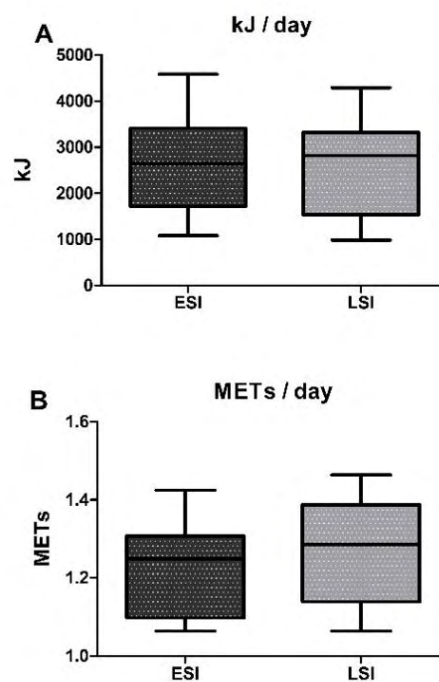 A
kJ / day
5000
4000
3000
2000
1000
0
kJ
ESI
LSI
B
METs / day
1.6
1.4
1.2
1.0
METs
ESI
LSI